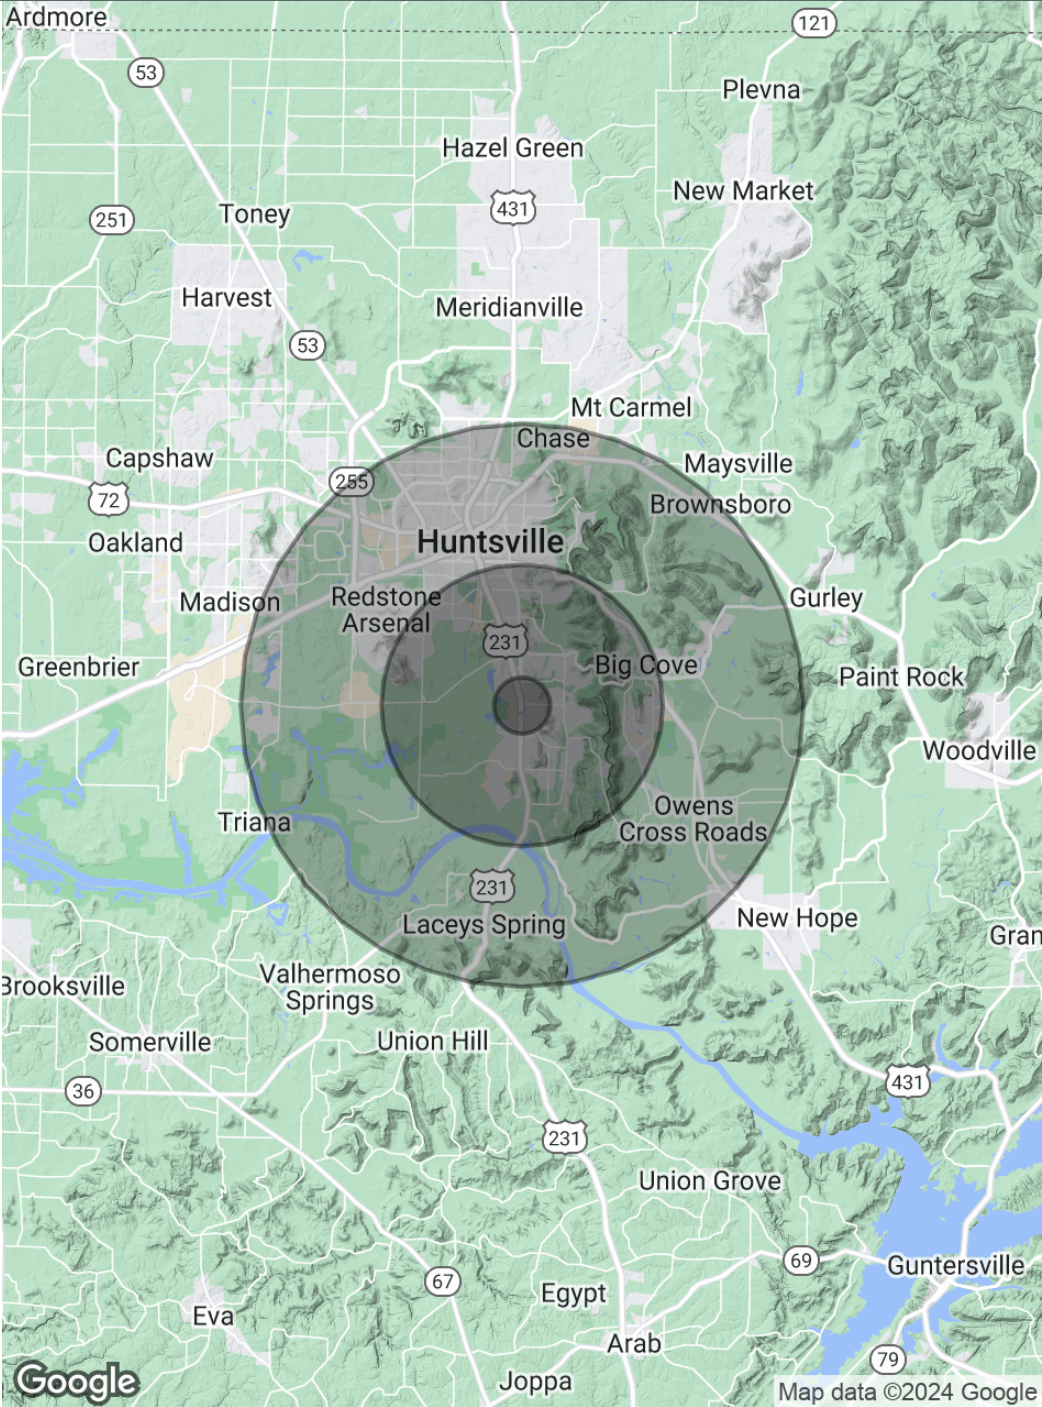 Ardmore
121
53
Plevna
Hazel Green
New Market
431
251
Toney
Harvest
Meridianville
53
Mt Carmel
Chase
Capshaw
Maysville
255
72
Brownsboro
Oakland
Huntsville
Madison
Redstone
Arsenal
Gurley
231
Greenbrier
Big Cove
Paint Rock
Woodville
Triana
Owens
Cross Roads
231
Laceys Spring
New Hope
Gran
Valhermoso
Springs
Brooksville
Somerville
Union Hill
36
431
231
Union Grove
69
Guntersville
67
Egypt
Eva
Arab
79
Joppa
Google
Map data ©2024 Google